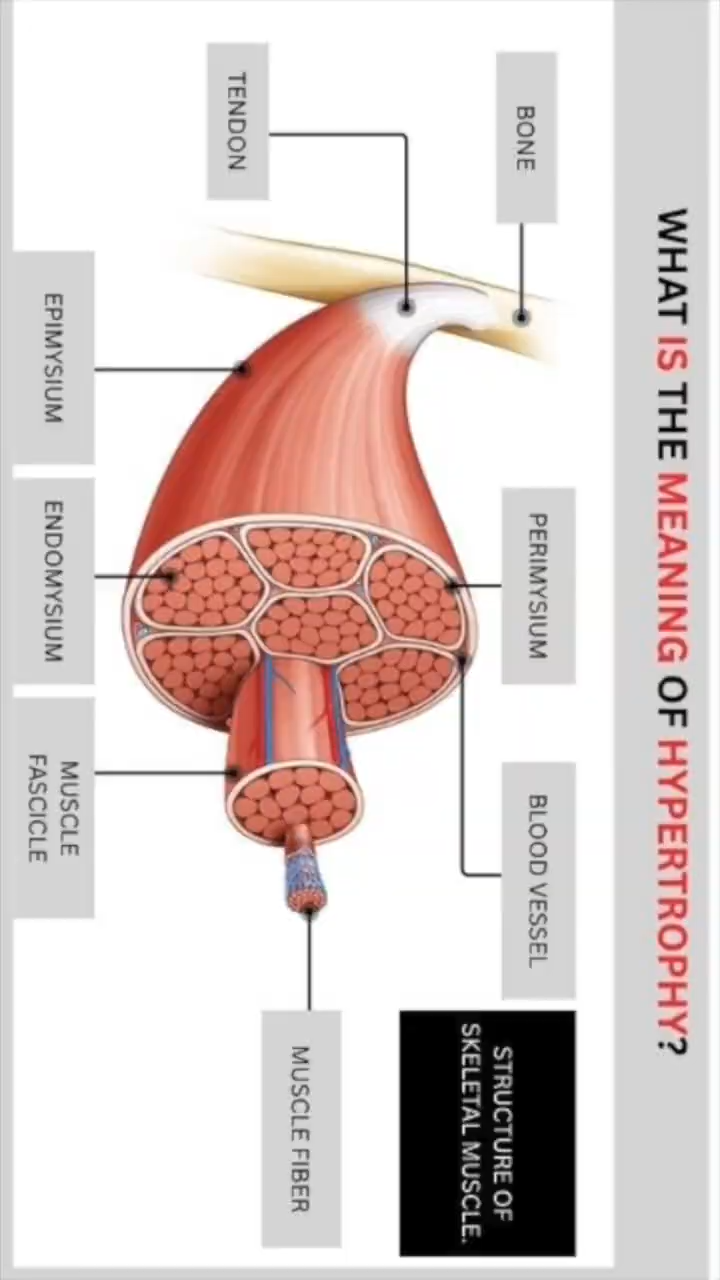 WHAT IS THE MEANING OF HYPERTROPHY?
BONE
PERIMYSIUM
BLOOD VESSEL
STRUCTURE OF
SKELETAL MUSCLE.
TENDON
MUSCLE FIBER
EPIMYSIUM
ENDOMYSIUM
MUSCLE
FASCICLE